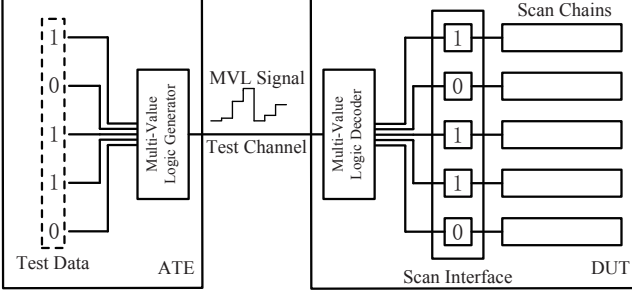 Scan Chains
1
0
1
1
0
Multi-Value
Logic Generator
MVL Signal
Test Channel
Multi-Value
Logic Decoder
1
0
1
1
0
Test Data
ATE
Scan Interface
DUT